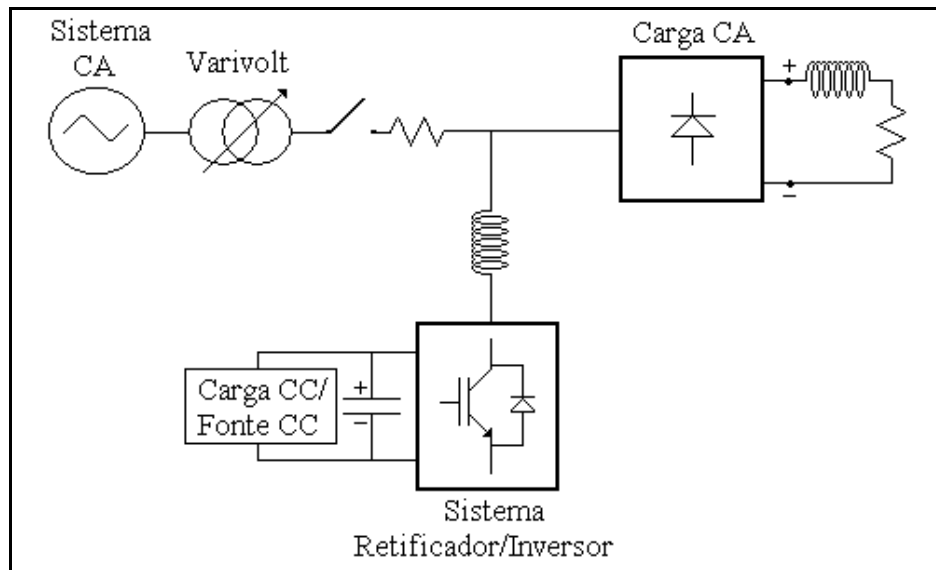 Sistema
CA
Varivolt
Carga CA
+
−
Carga CC/
Fonte CC
+
−
Sistema
Retificador/Inversor